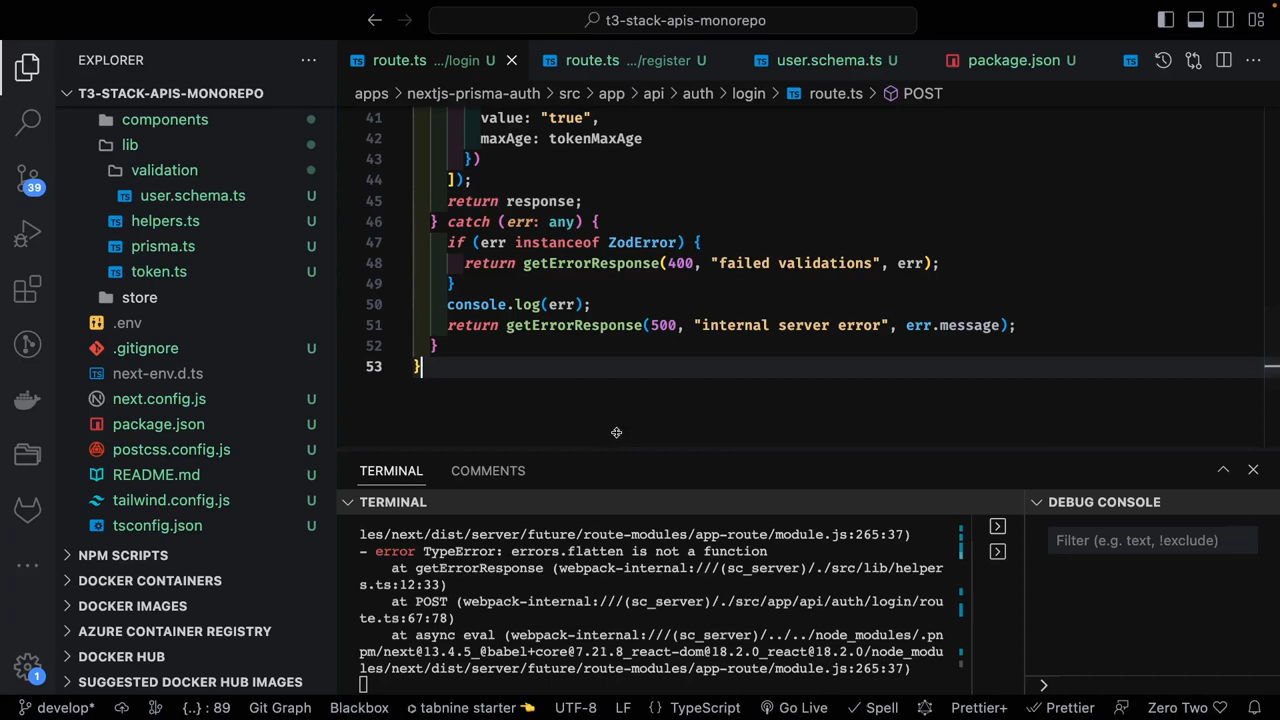 t3-stack-apis-monorepo
EXPLORER
T3-STACK-APIS-MONOREPO
components
lib
validation
user.schema.ts U
helpers.ts U
prisma.ts U
token.ts U
store
.env
.gitignore U
next-env.d.ts
next.config.js U
package.json U
postcss.config.js U
README.md U
tailwind.config.js U
tsconfig.json U
NPM SCRIPTS
DOCKER CONTAINERS
DOCKER IMAGES
AZURE CONTAINER REGISTRY
DOCKER HUB
SUGGESTED DOCKER HUB IMAGES
39
1
TS route.ts .../login U
TS route.ts .../register U
TS user.schema.ts U
package.json U
TS
apps > nextjs-prisma-auth > src > app > api > auth > login > TS route.ts > POST
41 value: "true",
42 maxAge: tokenMaxAge
43 })
44 ]);
45 return response;
46 } catch (err: any) {
47 if (err instanceof ZodError) {
48 return getErrorResponse(400, "failed validations", err);
49 }
50 console.log(err);
51 return getErrorResponse(500, "internal server error", err.message);
52 }
53 }
TERMINAL COMMENTS
TERMINAL
les/next/dist/server/future/route-modules/app-route/module.js:265:37)
- error TypeError: errors.flatten is not a function
at getErrorResponse (webpack-internal:///(sc_server)/./src/lib/helper
s.ts:12:33)
at POST (webpack-internal:///(sc_server)/./src/app/api/auth/login/rou
te.ts:67:78)
at async eval (webpack-internal:///(sc_server)/../../node_modules/.pn
pm/next@13.4.5_@babel+core@7.21.8_react-dom@18.2.0_react@18.2.0/node_modu
les/next/dist/server/future/route-modules/app-route/module.js:265:37)
DEBUG CONSOLE
Filter (e.g. text, !exclude)
develop* {..} : 89 Git Graph Blackbox tabnine starter UTF-8 LF {} TypeScript Go Live Spell Prettier+ Prettier Zero Two